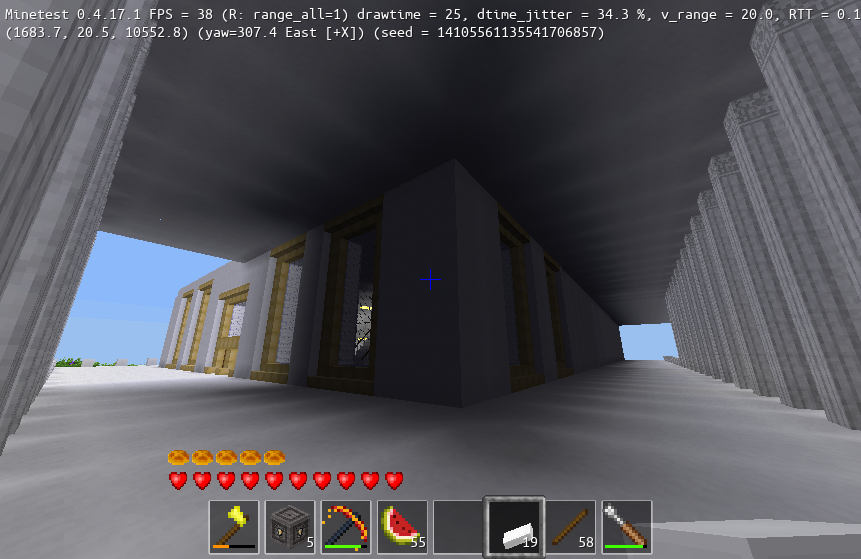 Minetest 0.4.17.1 FPS = 38 (R: range_all=1) drawtime = 25, dtime_jitter = 34.3 %, v_range = 20.0, RTT = 0.1
(1683.7, 20.5, 10552.8) (yaw=307.4 East [+X]) (seed = 14105561135541706857)
5 55 19 58